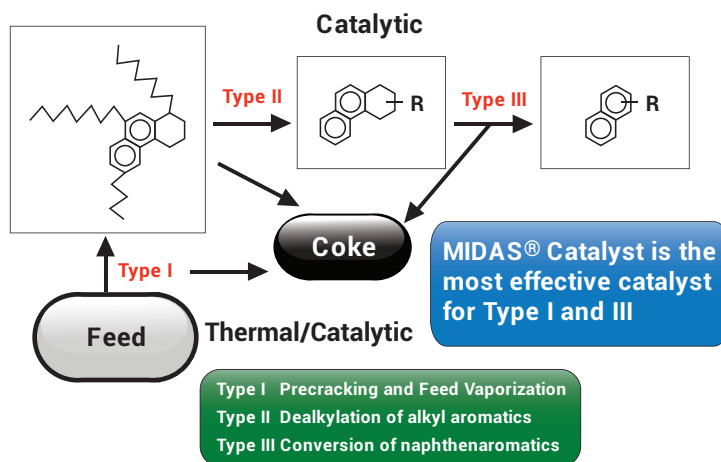 Catalytic
Type II
R
Type III
R
Coke
Type I
MIDAS® Catalyst is the
most effective catalyst
for Type I and III
Feed
Thermal/Catalytic
Type I Precracking and Feed Vaporization
Type II Dealkylation of alkyl aromatics
Type III Conversion of naphthenaromatics